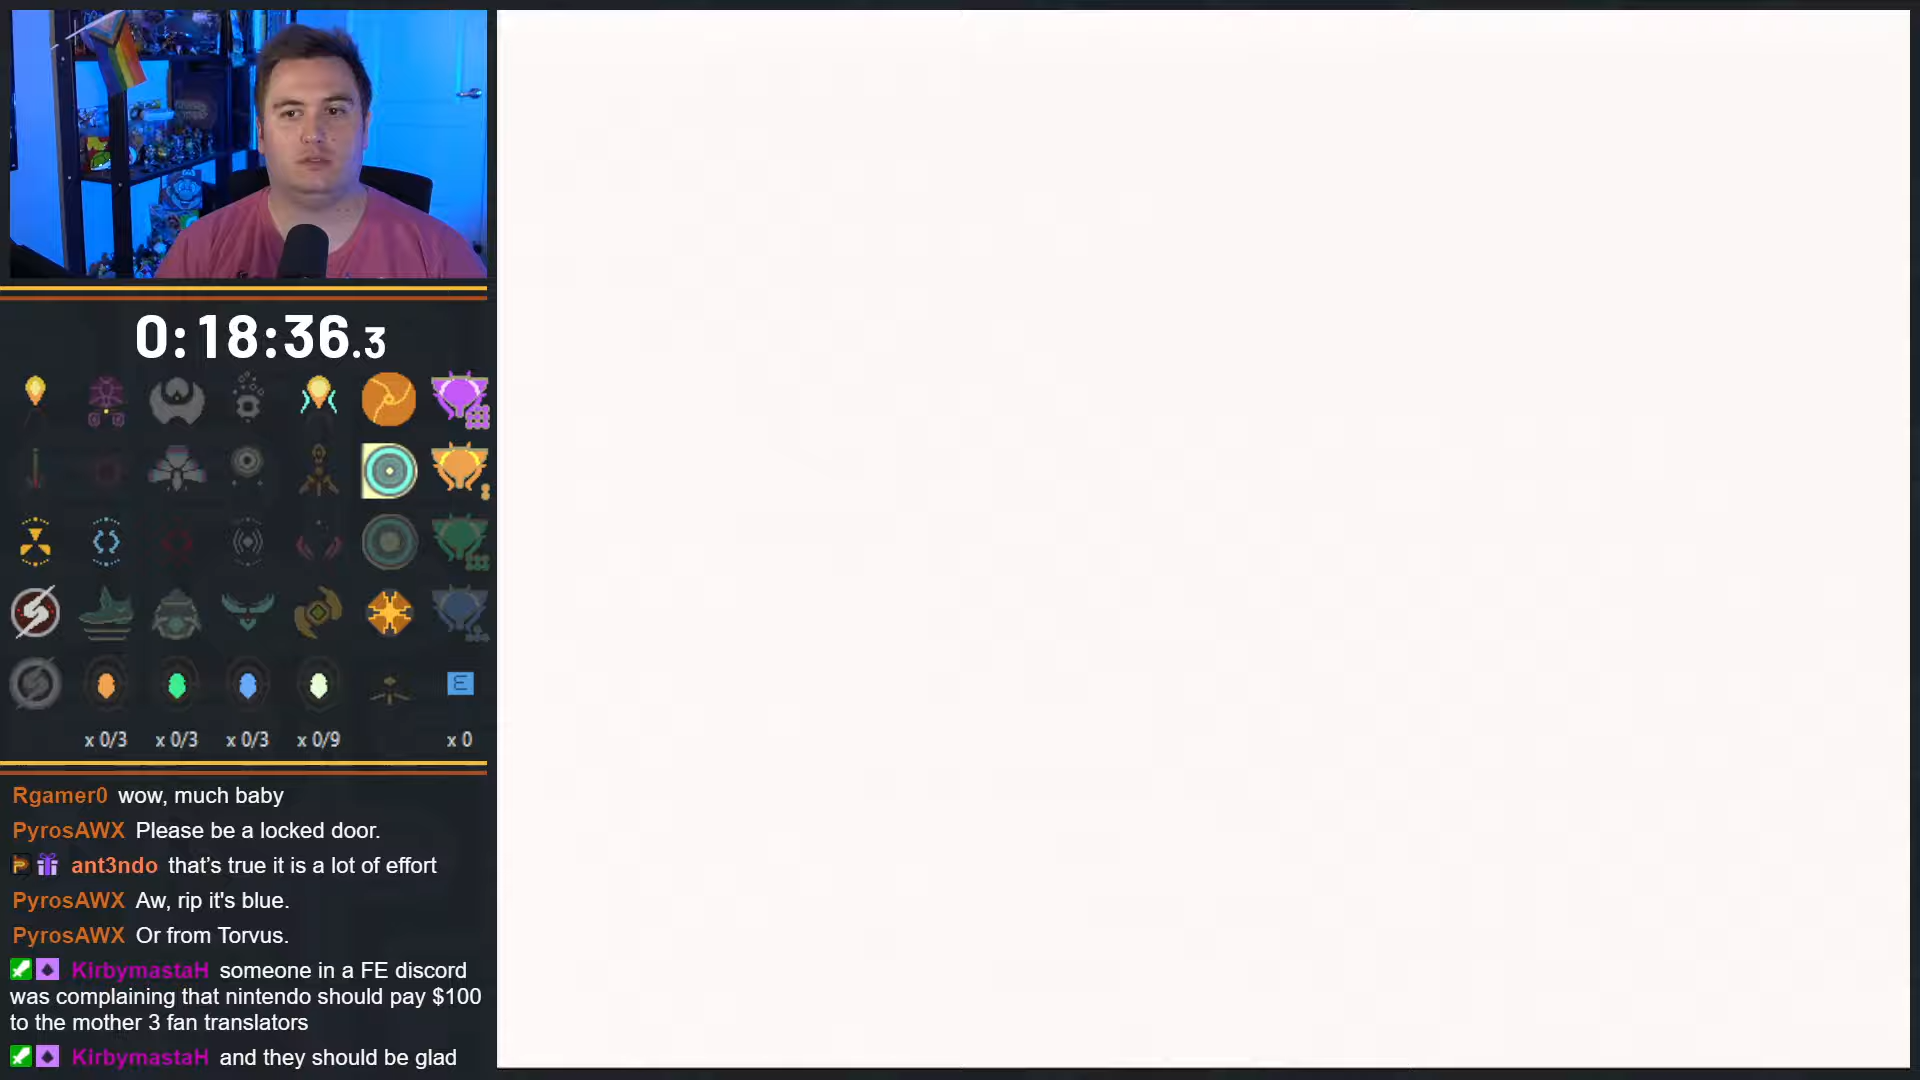 0:18:36.3
x 0/3 x 0/3 x 0/3 x 0/9 x 0
Rgamer0 wow, much baby
PyrosAWX Please be a locked door.
ant3ndo that's true it is a lot of effort
PyrosAWX Aw, rip it's blue.
PyrosAWX Or from Torvus.
KirbymastaH someone in a FE discord
was complaining that nintendo should pay $100
to the mother 3 fan translators
KirbymastaH and they should be glad